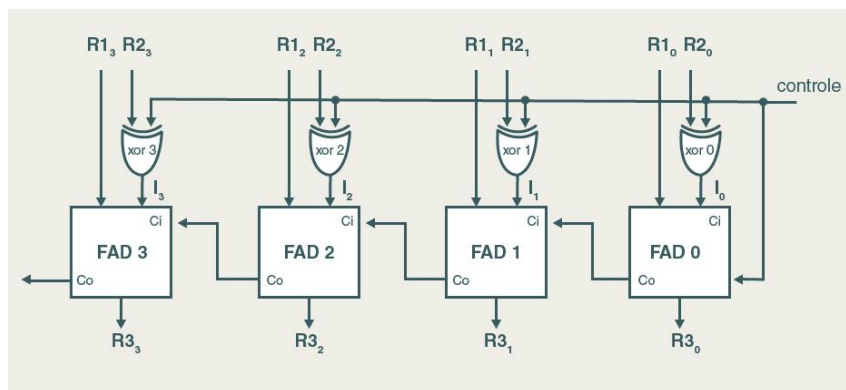 R1₃ R2₃ R1₂ R2₂ R1₁ R2₁ R1₀ R2₀
controle
xor 3 xor 2 xor 1 xor 0
I₃ I₂ I₁ I₀
Ci Ci Ci Ci
FAD 3 FAD 2 FAD 1 FAD 0
Co Co Co Co
R3₃ R3₂ R3₁ R3₀